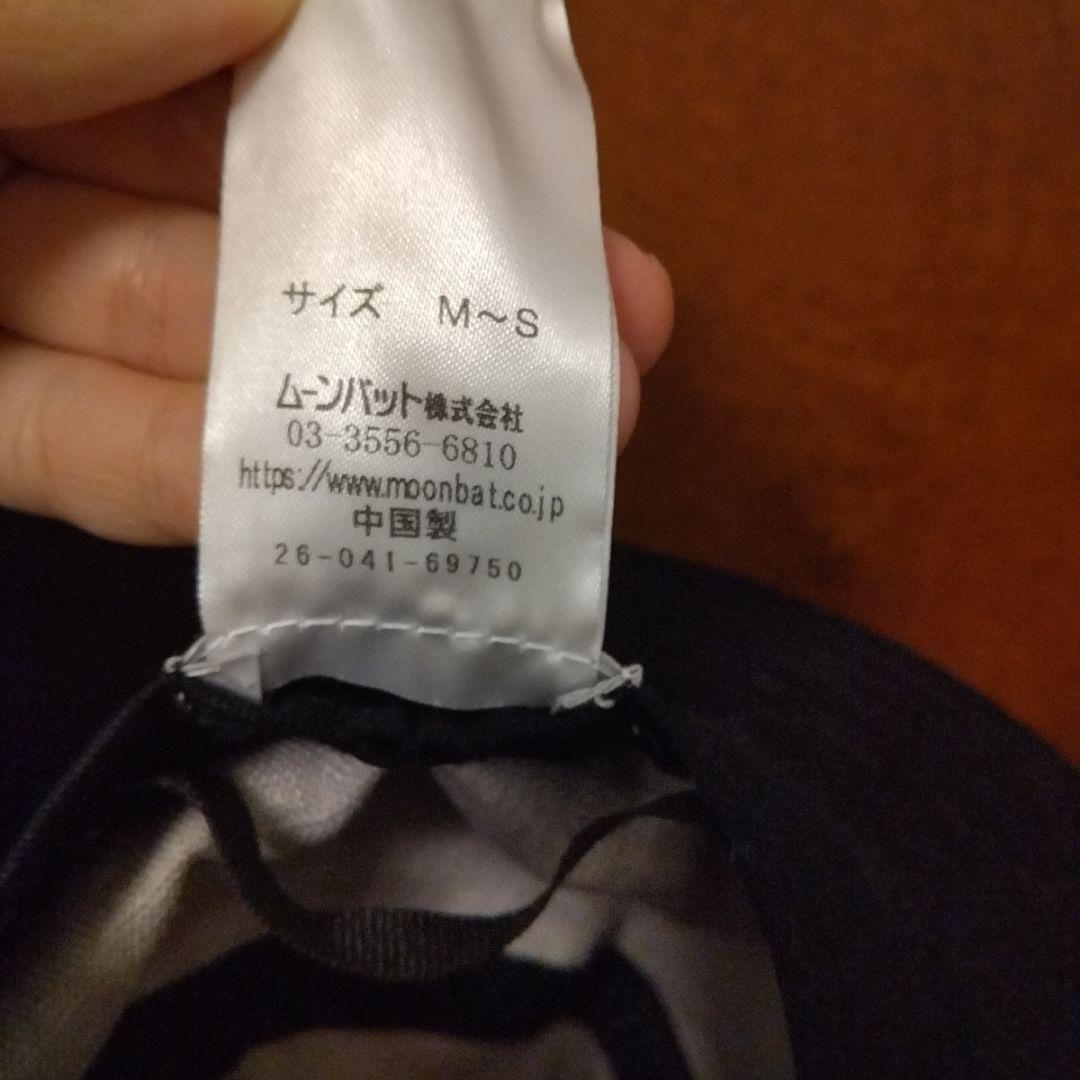 サイズ M～S
ムーンバット株式会社
03-3556-6810
https://www.moonbat.co.jp
中国製
26-041-69750